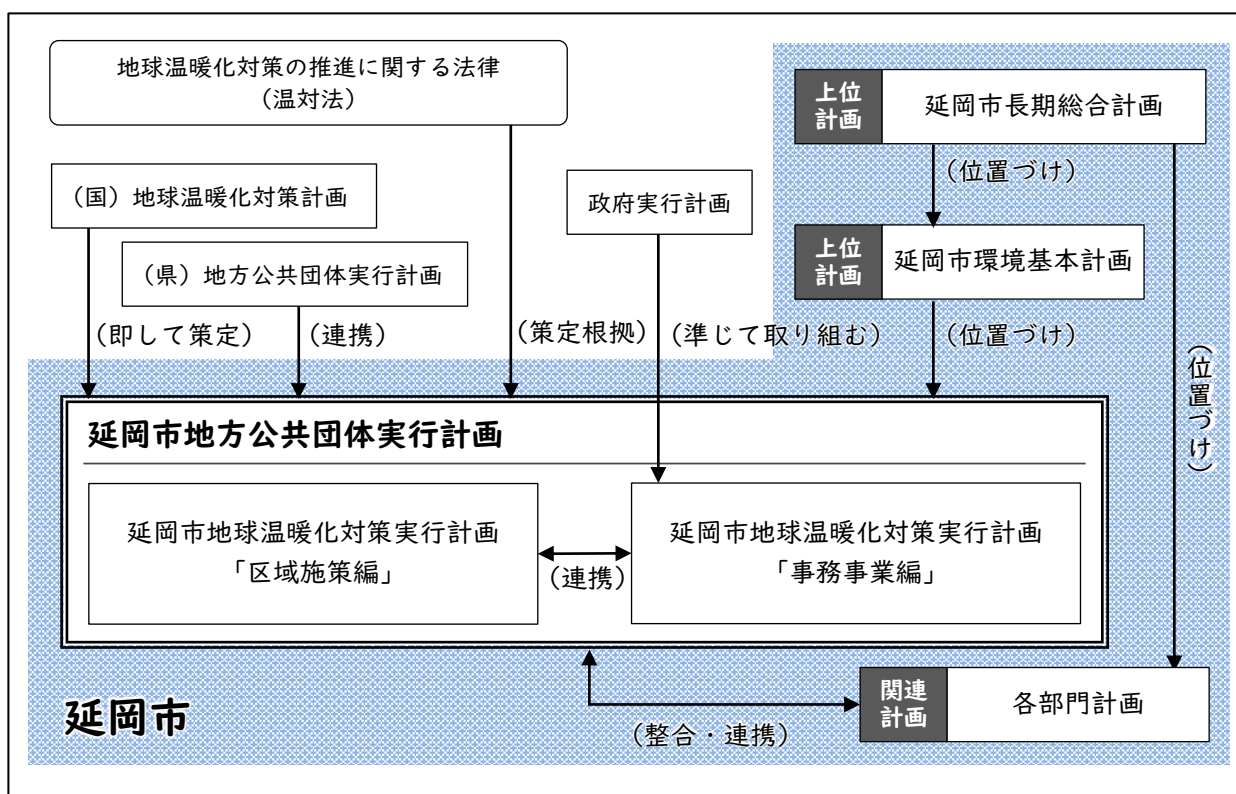 地球温暖化対策の推進に関する法律
（温対法）
上位
計画
延岡市長期総合計画
（位置づけ）
（国）地球温暖化対策計画
政府実行計画
上位
計画
延岡市環境基本計画
（県）地方公共団体実行計画
（即して策定）
（連携）
（策定根拠）
（準じて取り組む）
（位置づけ）
（位置づけ）
延岡市地方公共団体実行計画
延岡市地球温暖化対策実行計画
「区域施策編」
（連携）
延岡市地球温暖化対策実行計画
「事務事業編」
関連
計画
各部門計画
延岡市
（整合・連携）